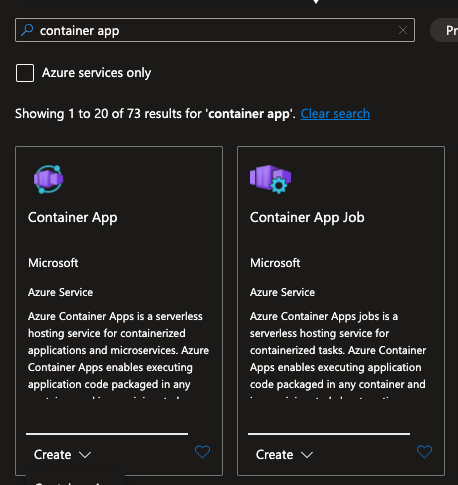 container app
Pr
Azure services only
Showing 1 to 20 of 73 results for 'container app'. Clear search
Container App
Microsoft
Azure Service
Azure Container Apps is a serverless
hosting service for containerized
applications and microservices. Azure
Container Apps enables executing
application code packaged in any
Create
Container App Job
Microsoft
Azure Service
Azure Container Apps jobs is a
serverless hosting service for
containerized tasks. Azure Container
Apps enables executing application
code packaged in any container and
Create